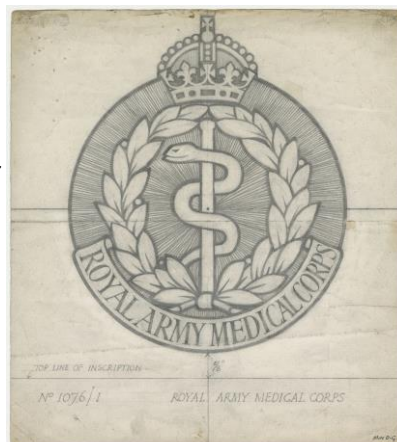 ROYAL ARMY MEDICAL CORPS
TOP LINE OF INSCRIPTION
Nº 1076/1 ROYAL ARMY MEDICAL CORPS